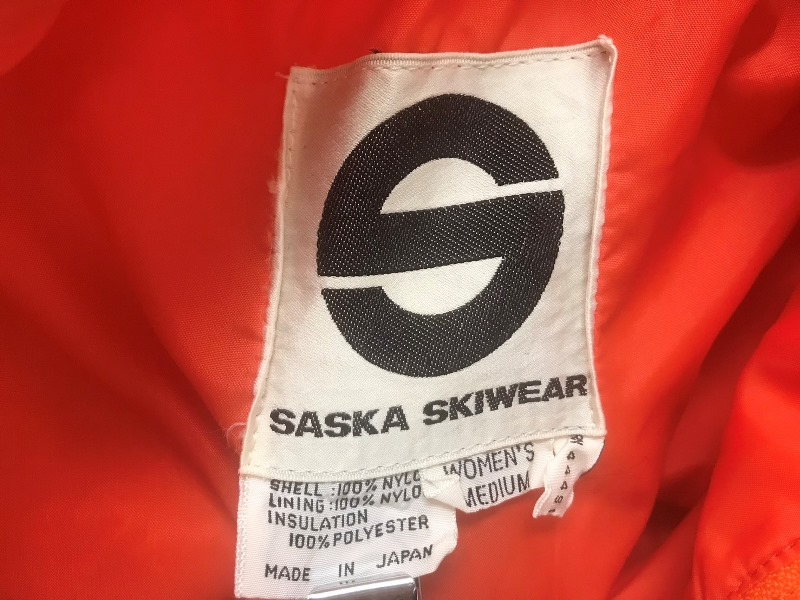 SASKA SKIWEAR
SHELL :100% NYLO
LINING :100% NYLO
INSULATION
100% POLYESTER
MADE IN JAPAN
WOMEN'S
MEDIUM